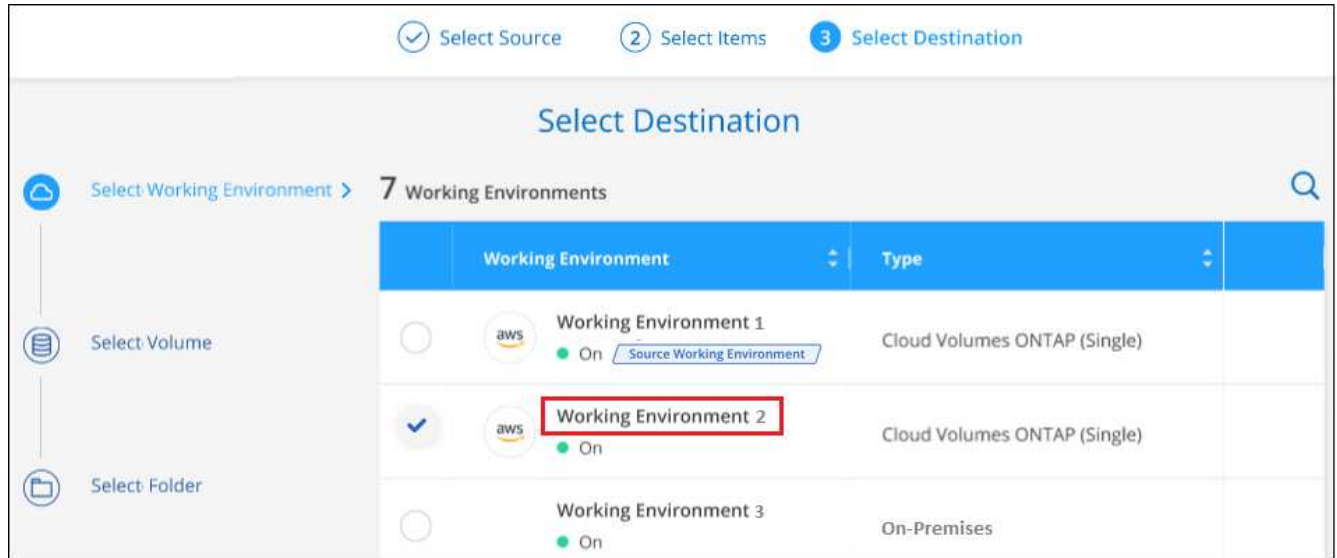 Select Source 2 Select Items 3 Select Destination
Select Destination
Select Working Environment
7 Working Environments
Working Environment Type
aws Working Environment 1
On Source Working Environment
Cloud Volumes ONTAP (Single)
Select Volume
aws Working Environment 2
On
Cloud Volumes ONTAP (Single)
Select Folder
Working Environment 3
On
On-Premises